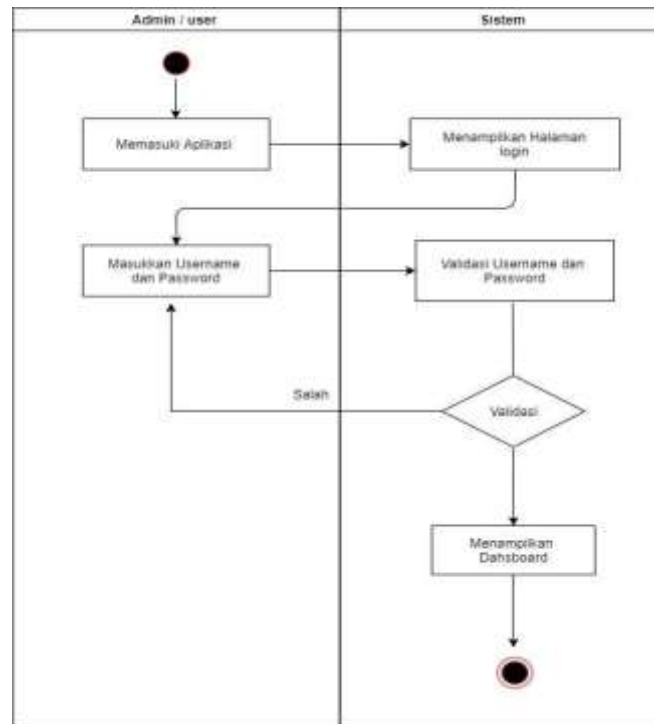 Admin / user
Sistem
Memasuki Aplikasi
Menampilkan Halaman
login
Masukkan Username
dan Password
Validasi Username dan
Password
Salah
Validasi
Menampilkan
Dahsboard